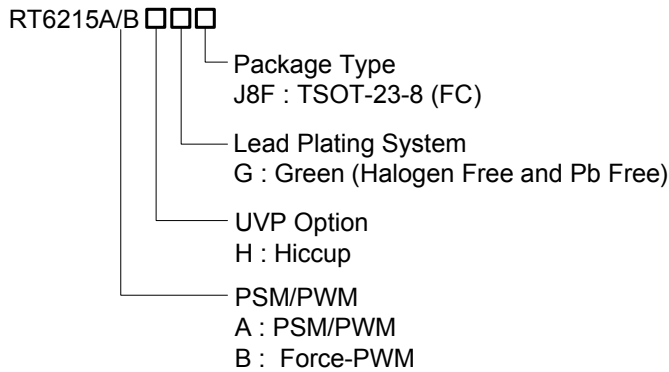 RT6215A/B □□□
Package Type
J8F : TSOT-23-8 (FC)
Lead Plating System
G : Green (Halogen Free and Pb Free)
UVP Option
H : Hiccup
PSM/PWM
A : PSM/PWM
B : Force-PWM